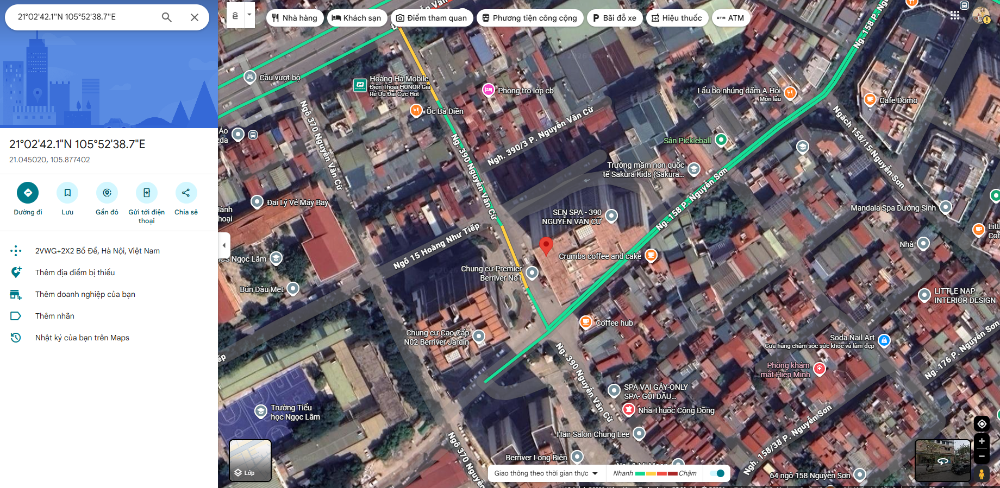 21°02'42.1"N 105°52'38.7"E
21°02'42.1"N 105°52'38.7"E
21.045020, 105.877402
Đường đi
Lưu
Gần đó
Gửi tới điện
thoại
Chia sẻ
2VWG+2X2 Bồ Đề, Hà Nội, Việt Nam
Thêm địa điểm bị thiếu
Thêm doanh nghiệp của bạn
Thêm nhãn
Nhật ký của bạn trên Maps
ê
Nhà hàng
Khách sạn
Điểm tham quan
Phương tiện công cộng
Bãi đỗ xe
Hiệu thuốc
ATM
Cầu vượt bộ
Hoàng Hà Mobile
Điện Thoại HONOR Giá
Rẻ Ưu Đãi Cực Hot
Phòng trọ lớp cb
Ốc Bà Điền
Lẩu bò nhúng dấm A.Hói
Món lẩu
Cafe Domo
Áo
zda
Ngõ 370 Nguyễn Văn Cừ
Ng. 390 Nguyễn Văn Cừ
Ngh. 390/3 P. Nguyễn Văn Cừ
Ng. 158 P. Ng
Ngách 158/15 Nguyễn Sơn
Sân Pickleball
Trường mầm non quốc
tế Sakura Kids (Sakura...
Ng. 158 P. Nguyễn Sơn
Đại Lý Vé Máy Bay
hoại
SEN SPA - 390
NGUYỄN VĂN CỪ
Mandala Spa Dưỡng Sinh
Ngõ 15 Hoàng Như Tiếp
Ngọc Lâm
Crumbs coffee and cake
Nhà
Chung cư Premier
Berriver No1
Bún Đậu Mẹt
LITTLE NAP
INTERIOR DESIGN
Coffee hub
Chung cư Cao Cấp
N02 Berriver Jardin
Soda Nail Art
Cửa hàng chăm sóc sức khỏe và làm đẹp
Ng. 176 P. Nguyễn Sơn
Phòng khám
mắt Hiệp Minh
Ng. 390 Nguyễn Văn Cừ
SPA VAI GÁY-ONLY
SPA- GỘI ĐẦU...
Nhà Thuốc Cộng Đồng
Trường Tiểu
học Ngọc Lâm
Hair Salon Chung Lee
Ngõ 370 Nguyễ
Ngh. 158/38 P. Nguyễn Sơn
Berriver Long Biên
64 ngõ 158 Nguyễn Sơn
Lớp
Giao thông theo thời gian thực
Nhanh
Chậm